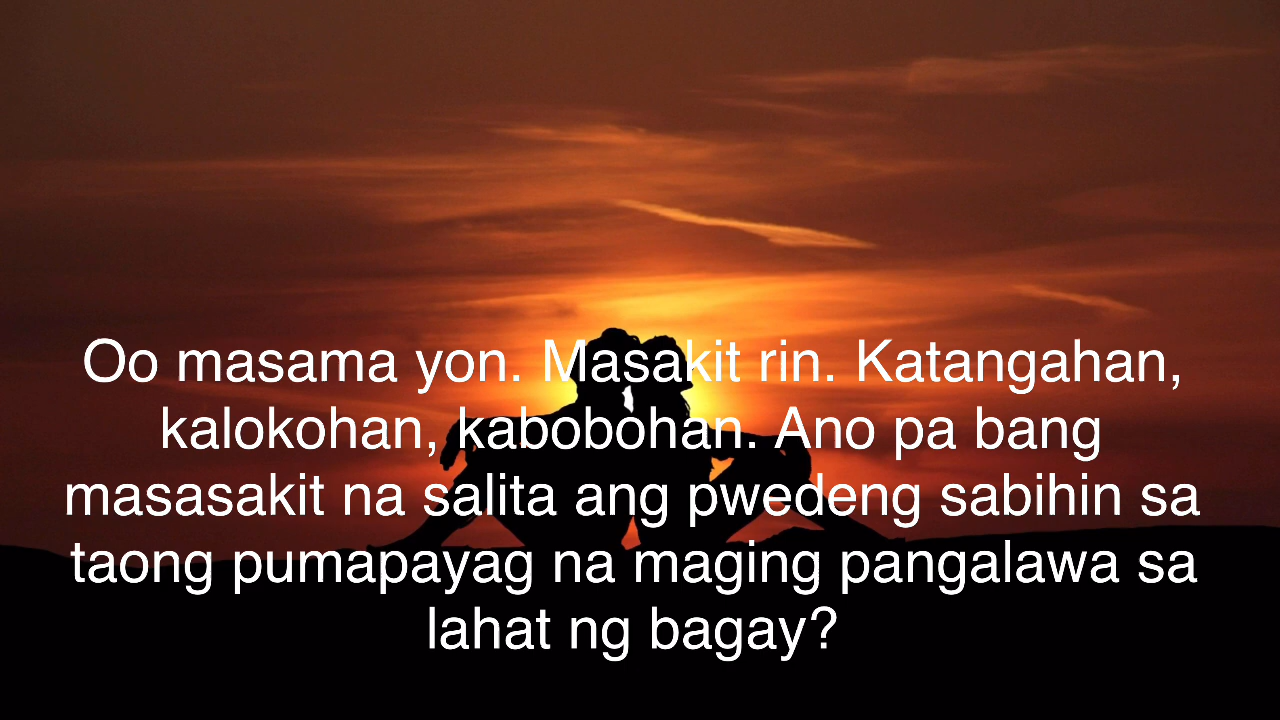 Oo masama yon. Masakit rin. Katangahan,
kalokohan, kabobohan. Ano pa bang
masasakit na salita ang pwedeng sabihin sa
taong pumapayag na maging pangalawa sa
lahat ng bagay?